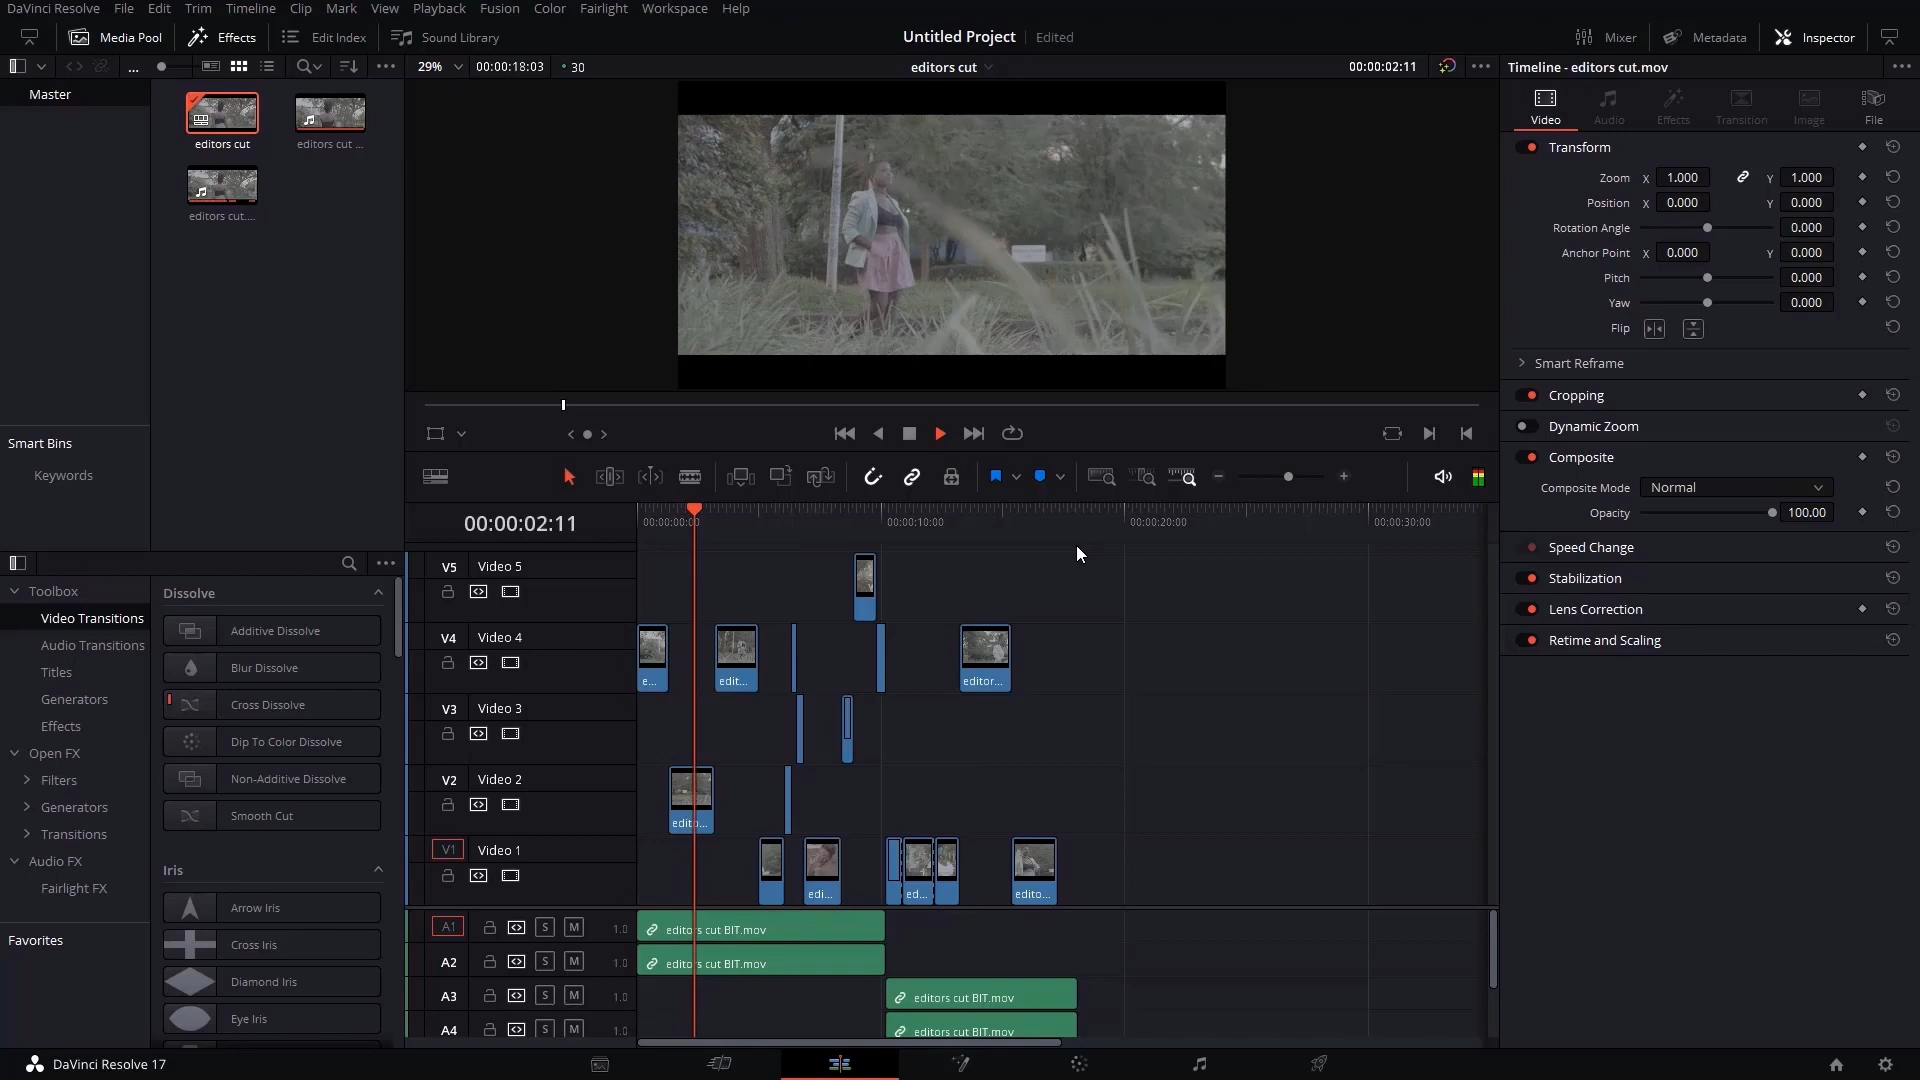 DaVinci Resolve File Edit Trim Timeline Clip Mark View Playback Fusion Color Fairlight Workspace Help
Media Pool Effects Edit Index Sound Library Untitled Project Edited Mixer Metadata Inspector
... 29% 00:00:18:03 30 editors cut 00:00:02:11 Timeline - editors cut.mov
Master
editors cut
editors cut ...
editors cut....
Video Audio Effects Transition Image File
Transform
Zoom X 1.000 Y 1.000
Position X 0.000 Y 0.000
Rotation Angle 0.000
Anchor Point X 0.000 Y 0.000
Pitch 0.000
Yaw 0.000
Flip
Smart Reframe
Cropping
Dynamic Zoom
Composite
Composite Mode Normal
Opacity 100.00
Speed Change
Stabilization
Lens Correction
Retime and Scaling
Smart Bins
Keywords
00:00:02:11
00:00:00:00 00:00:10:00 00:00:20:00 00:00:30:00
V5 Video 5
V4 Video 4
e... edit... editor...
V3 Video 3
V2 Video 2
edito...
V1 Video 1
edi... ed... edito...
A1 S M 1.0 editors cut BIT.mov
A2 S M 1.0 editors cut BIT.mov
A3 S M 1.0 editors cut BIT.mov
A4 S M 1.0 editors cut BIT.mov
Toolbox
Video Transitions
Audio Transitions
Titles
Generators
Effects
Open FX
Filters
Generators
Transitions
Audio FX
Fairlight FX
Favorites
Dissolve
Additive Dissolve
Blur Dissolve
Cross Dissolve
Dip To Color Dissolve
Non-Additive Dissolve
Smooth Cut
Iris
Arrow Iris
Cross Iris
Diamond Iris
Eye Iris
DaVinci Resolve 17